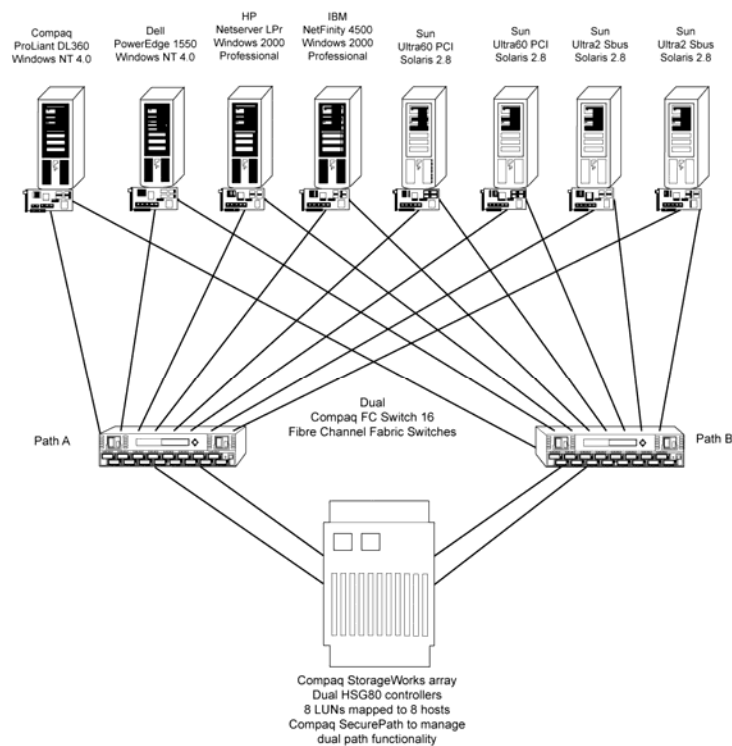 Compaq
ProLiant DL360
Windows NT 4.0
Dell
PowerEdge 1550
Windows NT 4.0
HP
Netserver LPr
Windows 2000
Professional
IBM
NetFinity 4500
Windows 2000
Professional
Sun
Ultra60 PCI
Solaris 2.8
Sun
Ultra60 PCI
Solaris 2.8
Sun
Ultra2 Sbus
Solaris 2.8
Sun
Ultra2 Sbus
Solaris 2.8
Dual
Compaq FC Switch 16
Fibre Channel Fabric Switches
Path A
Path B
Compaq StorageWorks array
Dual HSG80 controllers
8 LUNs mapped to 8 hosts
Compaq SecurePath to manage
dual path functionality